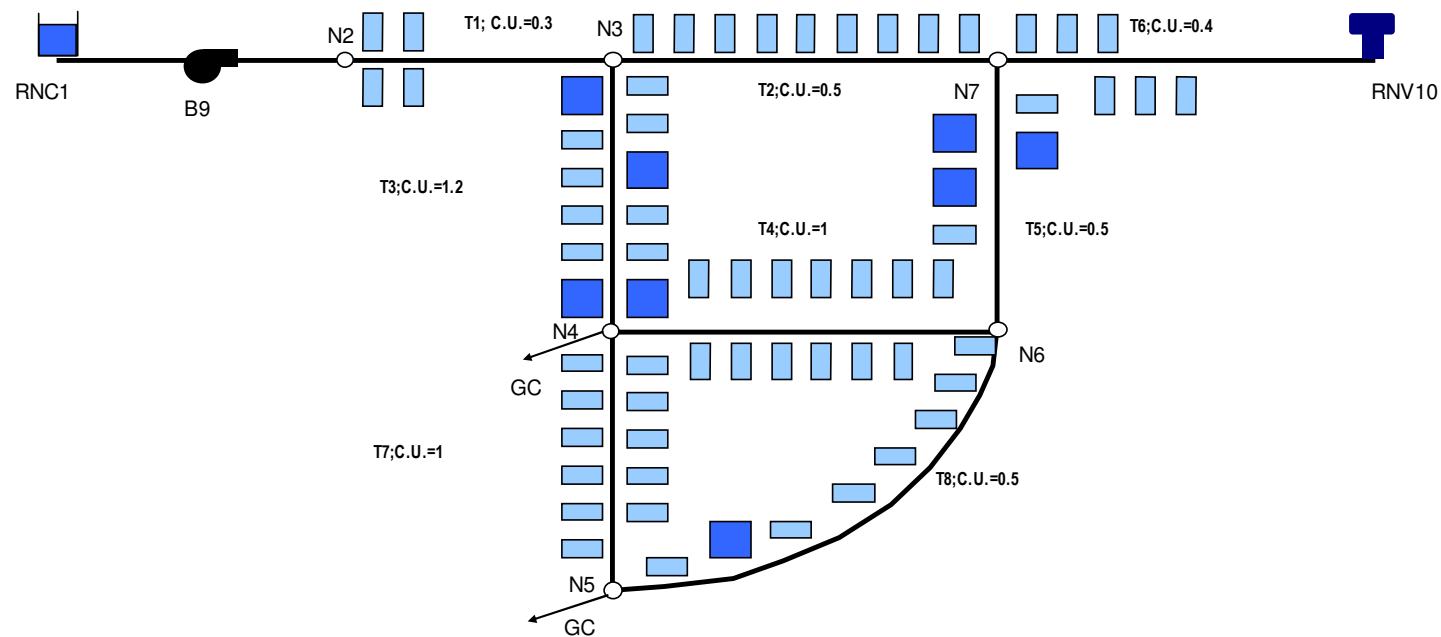 T1; C.U.=0.3
N3
T6;C.U.=0.4
N2
RNC1
B9
T2;C.U.=0.5
N7
RNV10
T3;C.U.=1.2
T4;C.U.=1
T5;C.U.=0.5
N4
N6
GC
T7;C.U.=1
T8;C.U.=0.5
N5
GC